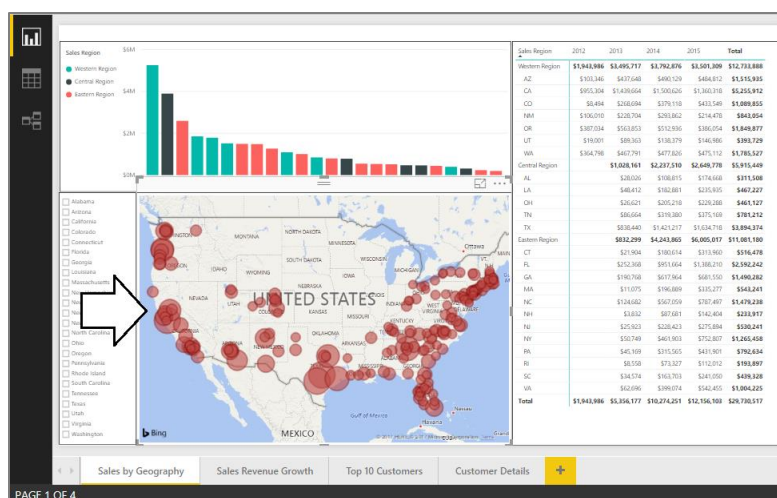 Sales Region
Western Region
Central Region
Eastern Region
$6M
$4M
$2M
$0M
Sales Region 2012 2013 2014 2015 Total
Western Region $1,943,986 $3,495,717 $3,792,876 $3,501,309 $12,733,888
AZ $103,346 $437,648 $490,129 $484,812 $1,515,935
CA $955,304 $1,439,664 $1,500,626 $1,360,318 $5,255,912
CO $8,494 $268,694 $379,118 $433,549 $1,089,855
NM $106,010 $228,704 $293,862 $214,478 $843,054
OR $387,034 $563,853 $512,936 $386,054 $1,849,877
UT $19,001 $89,363 $138,379 $146,986 $393,729
WA $364,798 $467,791 $477,826 $475,112 $1,785,527
Central Region $1,028,161 $2,237,510 $2,649,778 $5,915,449
AL $28,026 $108,815 $174,668 $311,508
LA $48,412 $182,881 $235,935 $467,227
OH $26,621 $205,218 $229,288 $461,127
TN $86,664 $319,380 $375,169 $781,212
TX $838,440 $1,421,217 $1,634,718 $3,894,374
Eastern Region $832,299 $4,243,865 $6,005,017 $11,081,180
CT $21,904 $180,614 $313,960 $516,478
FL $252,368 $951,664 $1,388,210 $2,592,242
GA $190,768 $617,964 $681,550 $1,490,282
MA $11,075 $196,889 $335,277 $543,241
NC $124,682 $567,059 $787,497 $1,479,238
NH $3,832 $87,681 $142,404 $233,917
NJ $25,923 $228,423 $275,894 $530,241
NY $50,749 $461,903 $752,807 $1,265,458
PA $45,169 $315,565 $431,901 $792,634
RI $8,558 $73,327 $112,012 $193,897
SC $34,574 $163,703 $241,050 $439,328
VA $62,696 $399,074 $542,455 $1,004,225
Total $1,943,986 $5,356,177 $10,274,251 $12,156,103 $29,730,517
Alabama
Arizona
California
Colorado
Connecticut
Florida
Georgia
Louisiana
Massachusetts
North Carolina
Ohio
Oregon
Pennsylvania
Rhode Island
South Carolina
Tennessee
Texas
Utah
Virginia
Washington
MONTANA
NORTH DAKOTA
MINNESOTA
Ottawa
SOUTH DAKOTA
WISCONSIN
MICHIGAN
IDAHO
WYOMING
IOWA
NEBRASKA
NEVADA
UTAH
UNITED STATES
KANSAS
MISSOURI
KENTUCKY
OKLAHOMA
ARKANSAS
Gulf of Mexico
MEXICO
Havana
Nassau
Bing
Sales by Geography Sales Revenue Growth Top 10 Customers Customer Details +
PAGE 1 OF 4